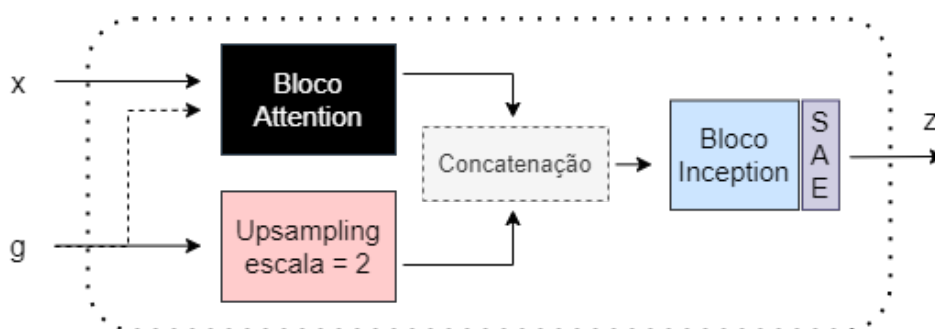 x
Bloco
Attention
g
Upsampling
escala = 2
Concatenação
Bloco
Inception
S
A
E
z